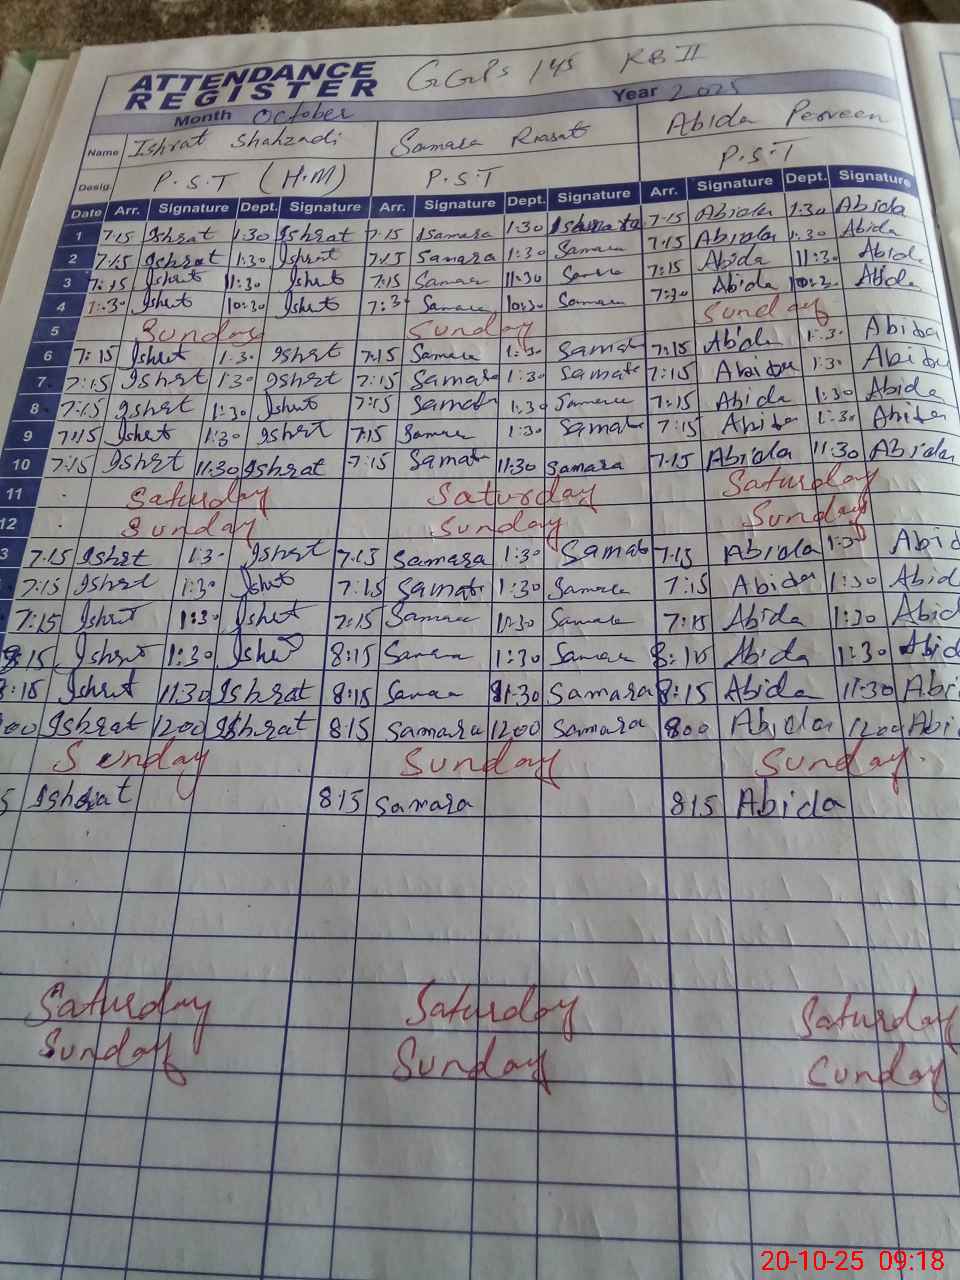 ATTENDANCE REGISTER GGPS 145 KB II
Month October Year 2025
Name Ishrat Shahzadi Samara Riasat Abida Perveen
Desig. P.S.T (H.M) P.S.T P.S.T
Date Arr. Signature Dept. Signature Arr. Signature Dept. Signature Arr. Signature Dept. Signature
1 7:15 Ishrat 1:30 Ishrat 7:15 Samara 1:30 7:15 Abida 1:30 Abida
2 7:15 Ishrat 1:30 Ishrat 7:15 Samara 1:30 Samara 7:15 Abida 1:30 Abida
3 7:15 Ishrat 11:30 Ishrat 7:15 Samara 11:30 Samara 7:15 Abida 11:30 Abida
4 7:30 Ishrat 10:30 Ishrat 7:30 Samara 10:30 Samara 7:30 Abida 10:30 Abida
5 Sunday Sunday Sunday
6 7:15 Ishrat 1:30 Ishrat 7:15 Samara 1:30 Samara 7:15 Abida 1:30 Abida
7 7:15 Ishrat 1:30 Ishrat 7:15 Samara 1:30 Samara 7:15 Abida 1:30 Abida
8 7:15 Ishrat 1:30 Ishrat 7:15 Samara 1:30 Samara 7:15 Abida 1:30 Abida
9 7:15 Ishrat 1:30 Ishrat 7:15 Samara 1:30 Samara 7:15 Abida 1:30 Abida
10 7:15 Ishrat 11:30 Ishrat 7:15 Samara 11:30 Samara 7:15 Abida 11:30 Abida
11 Saturday Saturday Saturday
12 Sunday Sunday Sunday
3 7:15 Ishrat 1:30 Ishrat 7:15 Samara 1:30 Samara 7:15 Abida 1:30 Abid
7:15 Ishrat 1:30 Ishrat 7:15 Samara 1:30 Samara 7:15 Abida 1:30 Abid
7:15 Ishrat 1:30 Ishrat 7:15 Samara 1:30 Samara 7:15 Abida 1:30 Abid
8:15 Ishrat 1:30 Ishrat 8:15 Samara 1:30 Samara 8:15 Abida 1:30 Abid
8:15 Ishrat 11:30 Ishrat 8:15 Samara 11:30 Samara 8:15 Abida 11:30 Abi
00 Ishrat 1200 Ishrat 8:15 Samara 1200 Samara 800 Abida 1200 Abi
Sunday Sunday Sunday
5 Ishrat 8:15 Samara 8:15 Abida
Saturday Saturday Saturday
Sunday Sunday Sunday
20-10-25 09:18